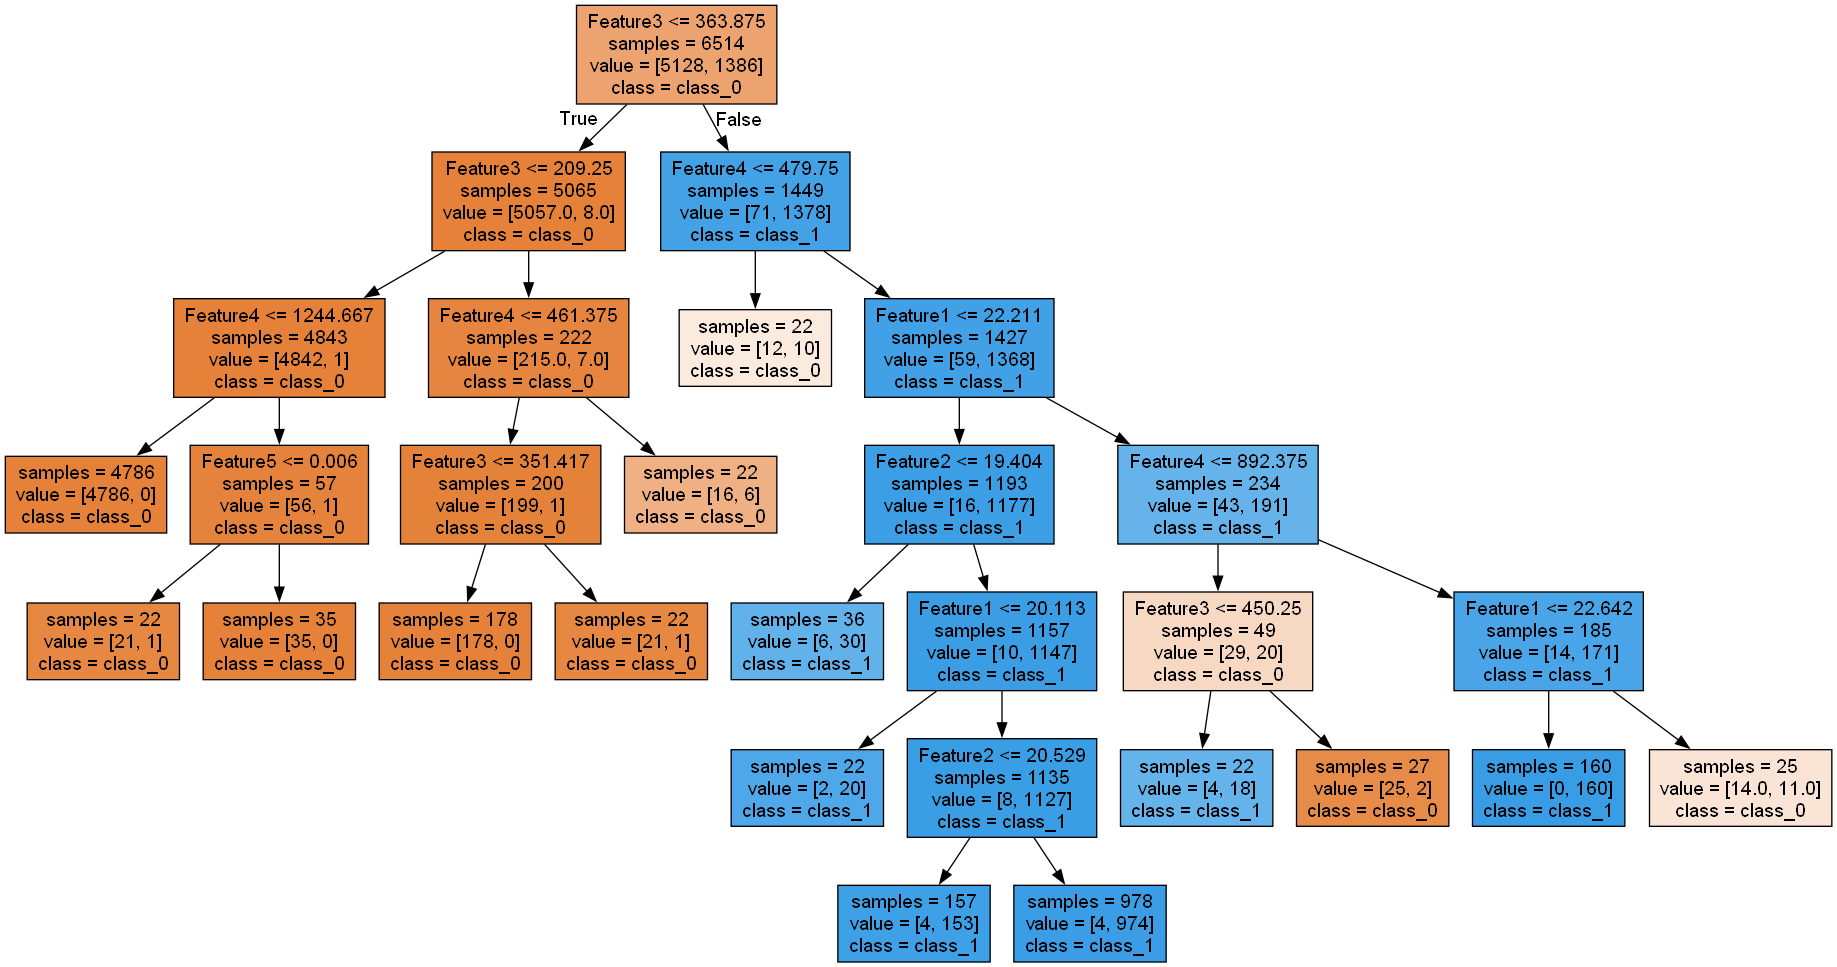 Feature3 <= 363.875
samples = 6514
value = [5128, 1386]
class = class_0
True
False
Feature3 <= 209.25
samples = 5065
value = [5057.0, 8.0]
class = class_0
Feature4 <= 479.75
samples = 1449
value = [71, 1378]
class = class_1
Feature4 <= 1244.667
samples = 4843
value = [4842, 1]
class = class_0
Feature4 <= 461.375
samples = 222
value = [215.0, 7.0]
class = class_0
samples = 22
value = [12, 10]
class = class_0
Feature1 <= 22.211
samples = 1427
value = [59, 1368]
class = class_1
samples = 4786
value = [4786, 0]
class = class_0
Feature5 <= 0.006
samples = 57
value = [56, 1]
class = class_0
Feature3 <= 351.417
samples = 200
value = [199, 1]
class = class_0
samples = 22
value = [16, 6]
class = class_0
Feature2 <= 19.404
samples = 1193
value = [16, 1177]
class = class_1
Feature4 <= 892.375
samples = 234
value = [43, 191]
class = class_1
samples = 22
value = [21, 1]
class = class_0
samples = 35
value = [35, 0]
class = class_0
samples = 178
value = [178, 0]
class = class_0
samples = 22
value = [21, 1]
class = class_0
samples = 36
value = [6, 30]
class = class_1
Feature1 <= 20.113
samples = 1157
value = [10, 1147]
class = class_1
Feature3 <= 450.25
samples = 49
value = [29, 20]
class = class_0
Feature1 <= 22.642
samples = 185
value = [14, 171]
class = class_1
samples = 22
value = [2, 20]
class = class_1
Feature2 <= 20.529
samples = 1135
value = [8, 1127]
class = class_1
samples = 22
value = [4, 18]
class = class_1
samples = 27
value = [25, 2]
class = class_0
samples = 160
value = [0, 160]
class = class_1
samples = 25
value = [14.0, 11.0]
class = class_0
samples = 157
value = [4, 153]
class = class_1
samples = 978
value = [4, 974]
class = class_1